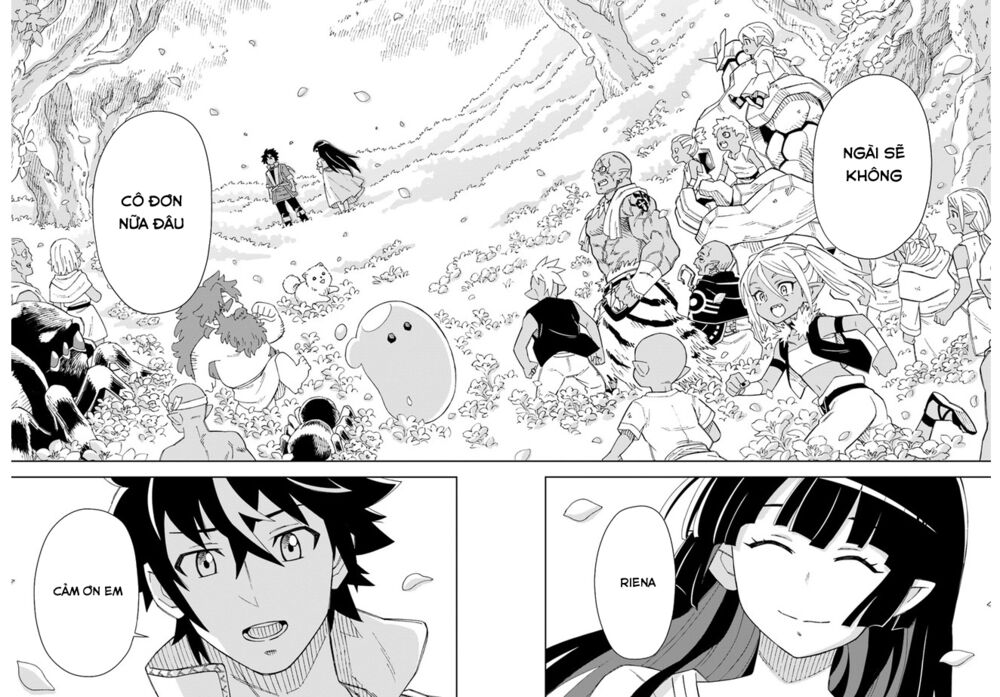 NGÀI SẼ
KHÔNG
CÔ ĐƠN
NỮA ĐÂU
RIENA
CẢM ƠN EM